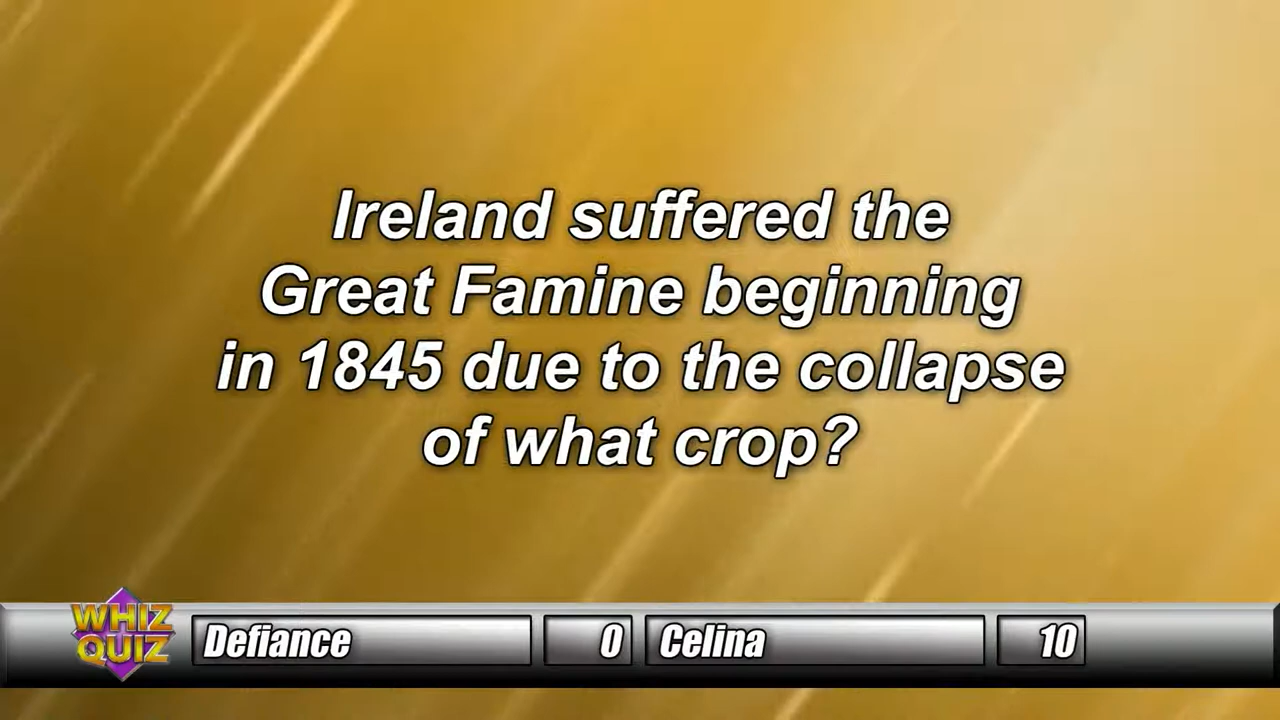 Ireland suffered the
Great Famine beginning
in 1845 due to the collapse
of what crop?
WHIZ
QUIZ
Defiance 0 Celina 10